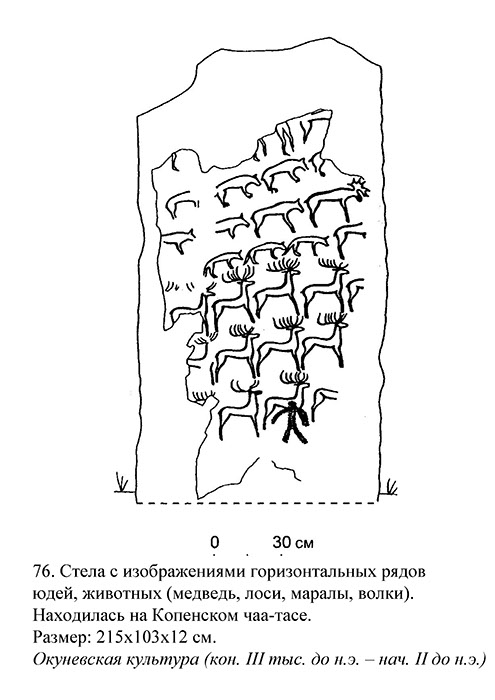 0 30 см
76. Стела с изображениями горизонтальных рядов
юдей, животных (медведь, лоси, маралы, волки).
Находилась на Копенском чаа-тасе.
Размер: 215х103х12 см.
Окуневская культура (кон. III тыс. до н.э. – нач. II до н.э.)